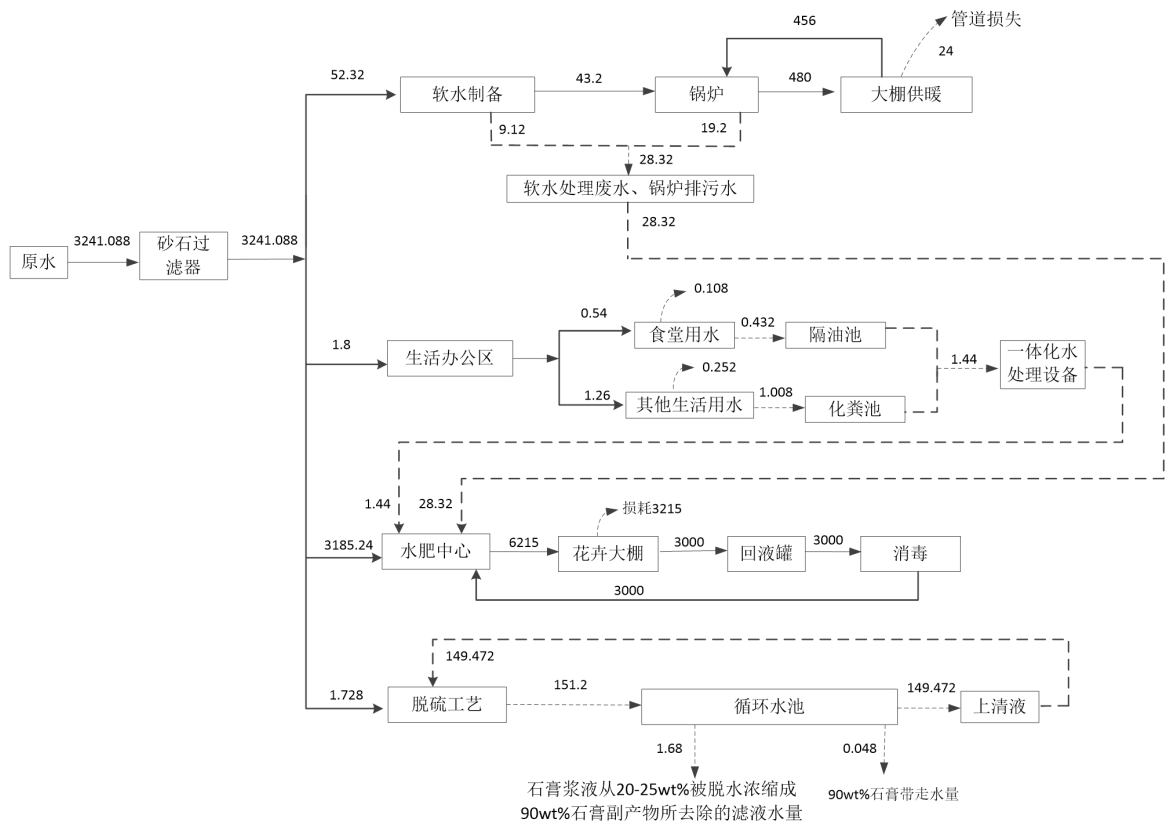 456
管道损失
24
52.32
软水制备
43.2
锅炉
480
大棚供暖
9.12
19.2
28.32
软水处理废水、锅炉排污水
28.32
原水
3241.088
砂石过
滤器
3241.088
0.108
0.54
食堂用水
0.432
隔油池
1.8
生活办公区
0.252
1.26
其他生活用水
1.008
化粪池
1.44
一体化水
处理设备
1.44
28.32
损耗3215
3185.24
水肥中心
6215
花卉大棚
3000
回液罐
3000
消毒
3000
149.472
1.728
脱硫工艺
151.2
循环水池
149.472
上清液
1.68
0.048
石膏浆液从20-25wt%被脱水浓缩成
90wt%石膏副产物所去除的滤液水量
90wt%石膏带走水量